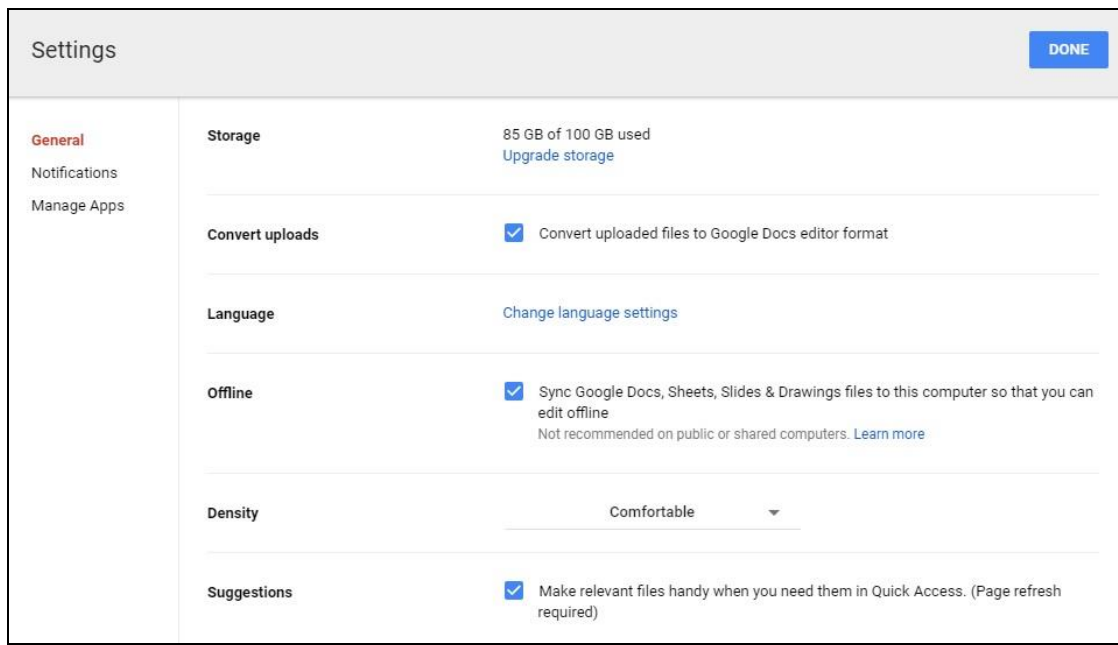 Settings
DONE
General
Notifications
Manage Apps
Storage
85 GB of 100 GB used
Upgrade storage
Convert uploads
Convert uploaded files to Google Docs editor format
Language
Change language settings
Offline
Sync Google Docs, Sheets, Slides & Drawings files to this computer so that you can
edit offline
Not recommended on public or shared computers. Learn more
Density
Comfortable
Suggestions
Make relevant files handy when you need them in Quick Access. (Page refresh
required)